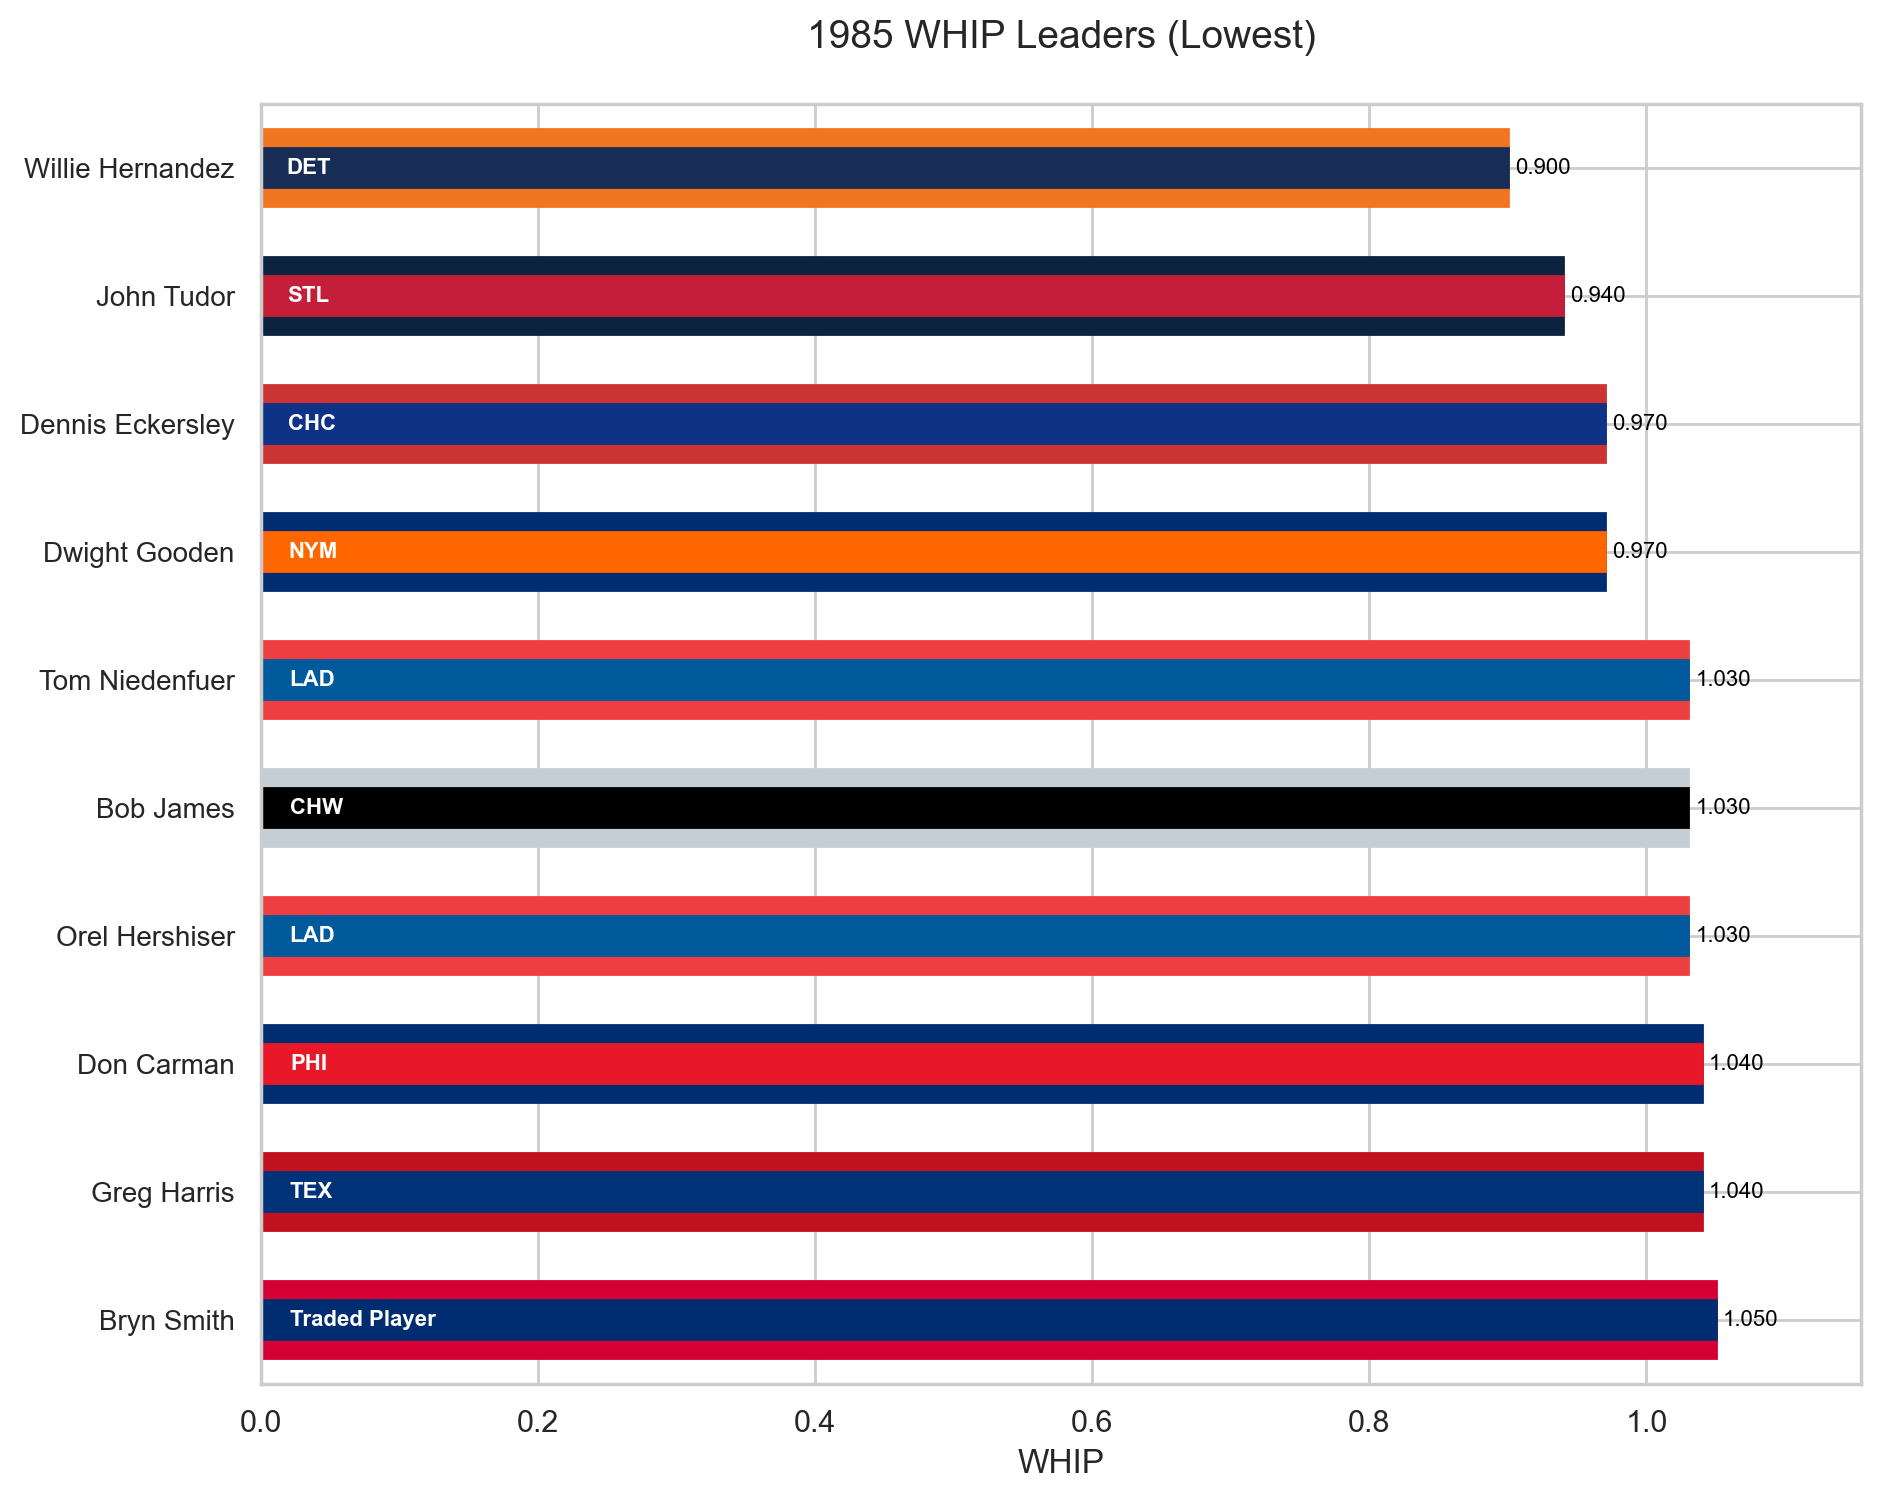 1985 WHIP Leaders (Lowest)
Willie Hernandez DET 0.900
John Tudor STL 0.940
Dennis Eckersley CHC 0.970
Dwight Gooden NYM 0.970
Tom Niedenfuer LAD 1.030
Bob James CHW 1.030
Orel Hershiser LAD 1.030
Don Carman PHI 1.040
Greg Harris TEX 1.040
Bryn Smith Traded Player 1.050
0.0 0.2 0.4 0.6 0.8 1.0
WHIP